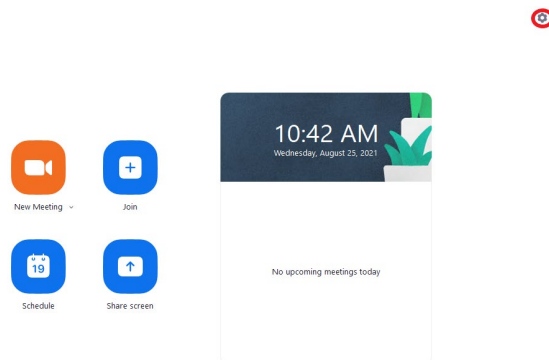 10:42 AM
Wednesday, August 25, 2021
New Meeting
Join
19
Schedule
Share screen
No upcoming meetings today